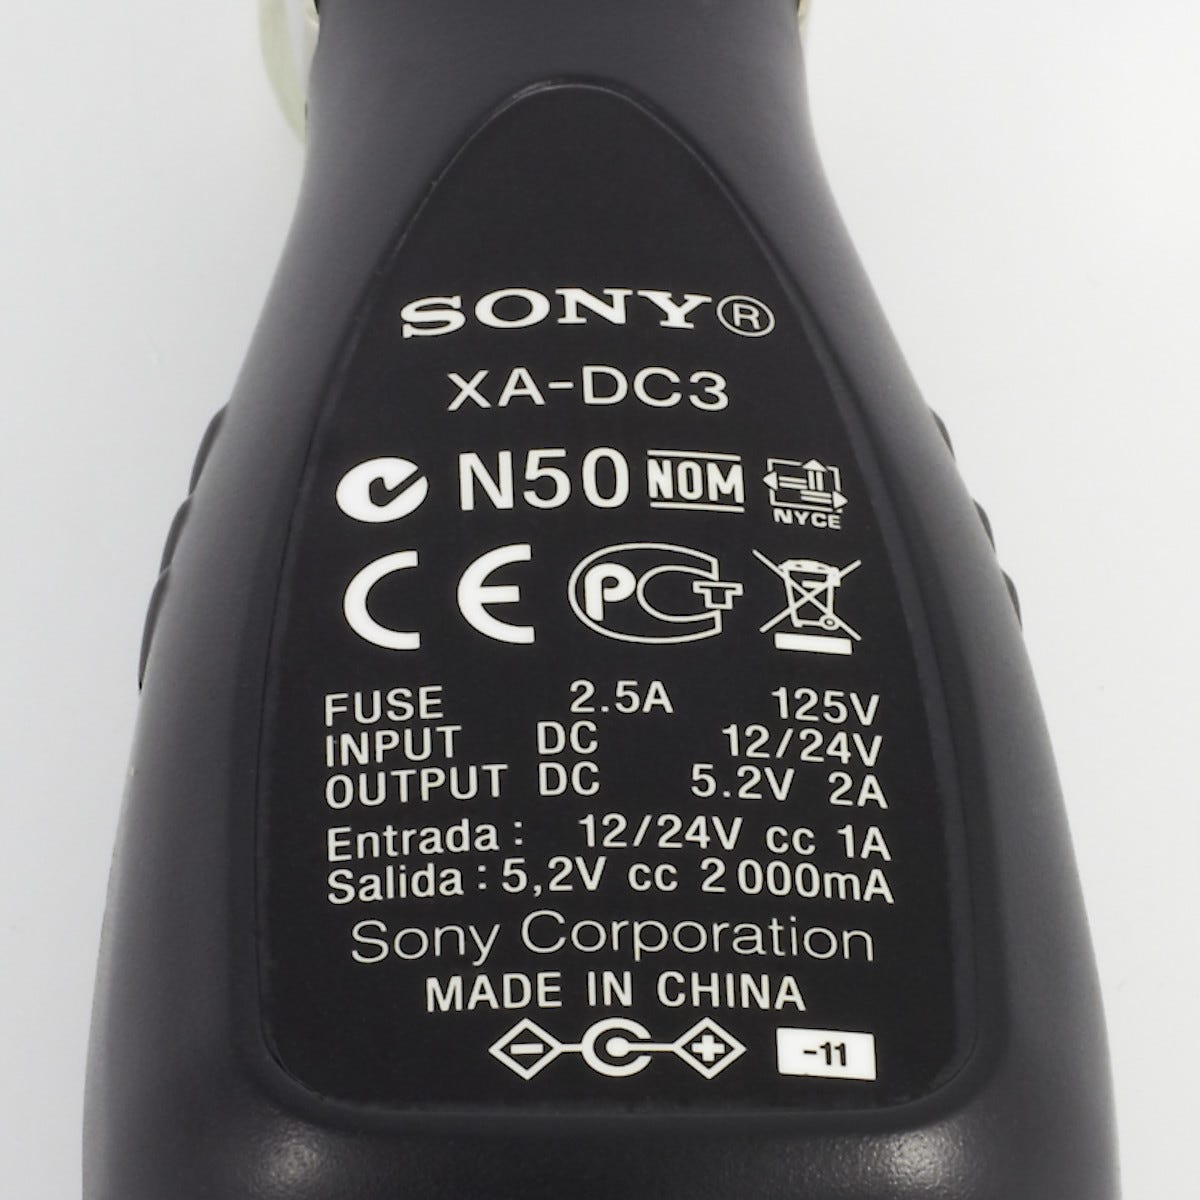 SONY®
XA-DC3
N50 NOM NYCE
CE PCT
FUSE 2.5A 125V
INPUT DC 12/24V
OUTPUT DC 5.2V 2A
Entrada : 12/24V cc 1A
Salida : 5,2V cc 2 000mA
Sony Corporation
MADE IN CHINA
-11